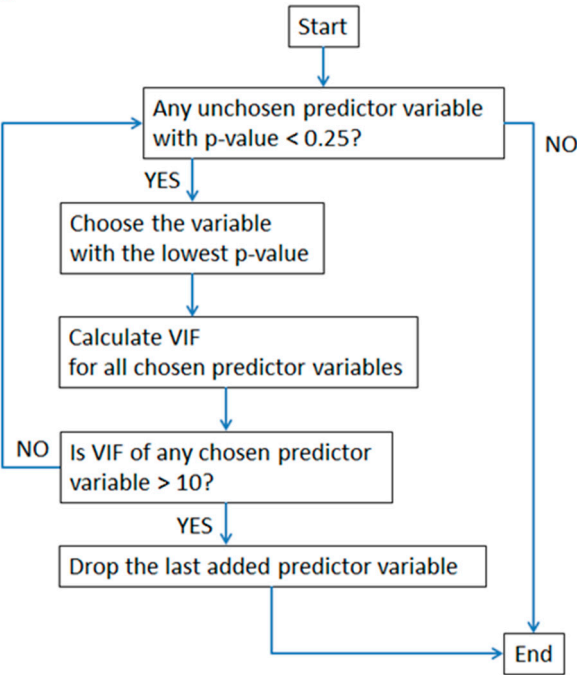 Start
Any unchosen predictor variable
with p-value < 0.25?
NO
YES
Choose the variable
with the lowest p-value
Calculate VIF
for all chosen predictor variables
NO
Is VIF of any chosen predictor
variable > 10?
YES
Drop the last added predictor variable
End